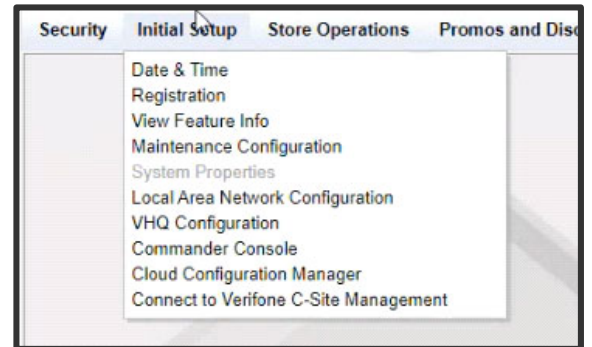 Security Initial Setup Store Operations Promos and Disc
Date & Time
Registration
View Feature Info
Maintenance Configuration
System Properties
Local Area Network Configuration
VHQ Configuration
Commander Console
Cloud Configuration Manager
Connect to Verifone C-Site Management